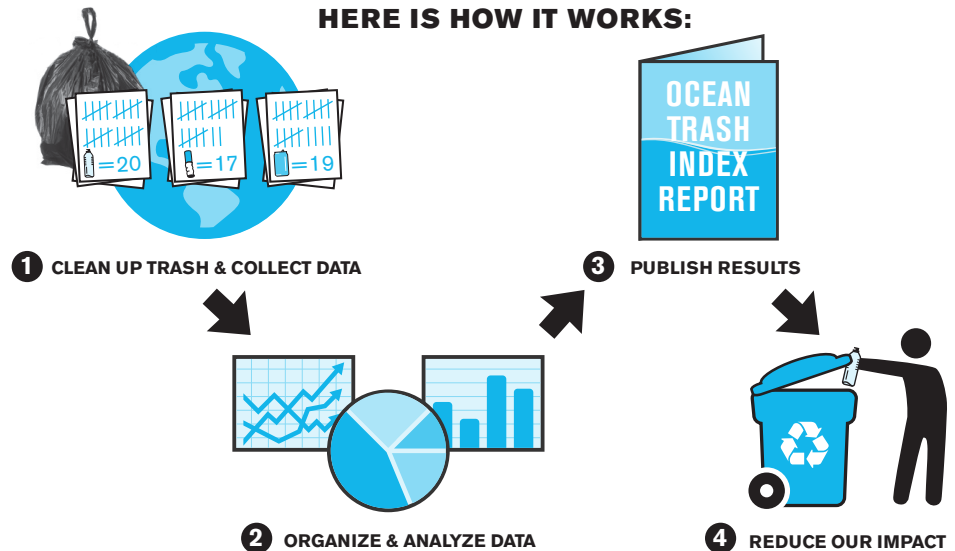 HERE IS HOW IT WORKS:
=20
=17
=19
OCEAN
TRASH
INDEX
REPORT
1 CLEAN UP TRASH & COLLECT DATA
3 PUBLISH RESULTS
2 ORGANIZE & ANALYZE DATA
4 REDUCE OUR IMPACT